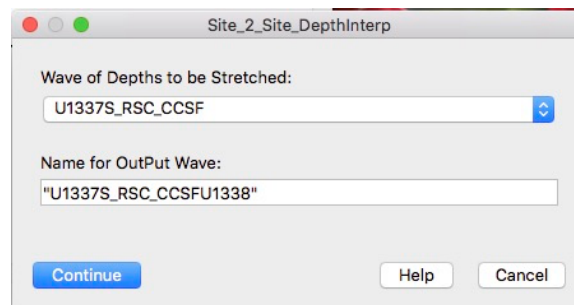 Site_2_Site_DepthInterp
Wave of Depths to be Stretched:
U1337S_RSC_CCSF
Name for OutPut Wave:
"U1337S_RSC_CCSFU1338"
Continue
Help
Cancel